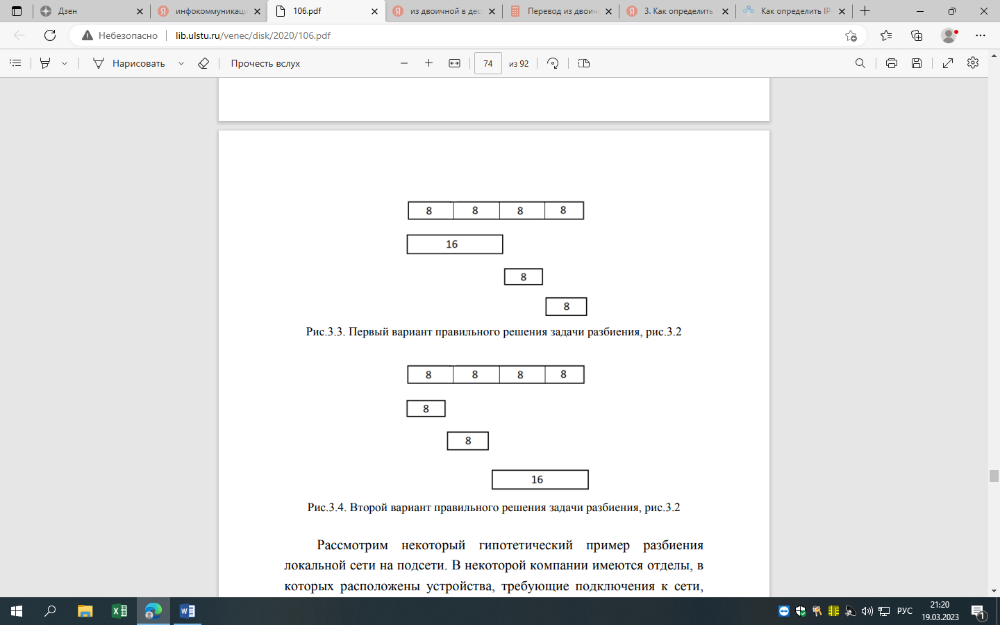 Дзен
инфокоммуникаци
106.pdf
из двоичной в дес
Перевод из двоич
3. Как определить
Как определить IP-
Небезопасно
lib.ulstu.ru/venec/disk/2020/106.pdf
Нарисовать
Прочесть вслух
74 из 92
8 8 8 8
16
8
8
Рис.3.3. Первый вариант правильного решения задачи разбиения, рис.3.2
8 8 8 8
8
8
16
Рис.3.4. Второй вариант правильного решения задачи разбиения, рис.3.2
Рассмотрим некоторый гипотетический пример разбиения
локальной сети на подсети. В некоторой компании имеются отделы, в
которых расположены устройства, требующие подключения к сети,
РУС
21:20
19.03.2023
1